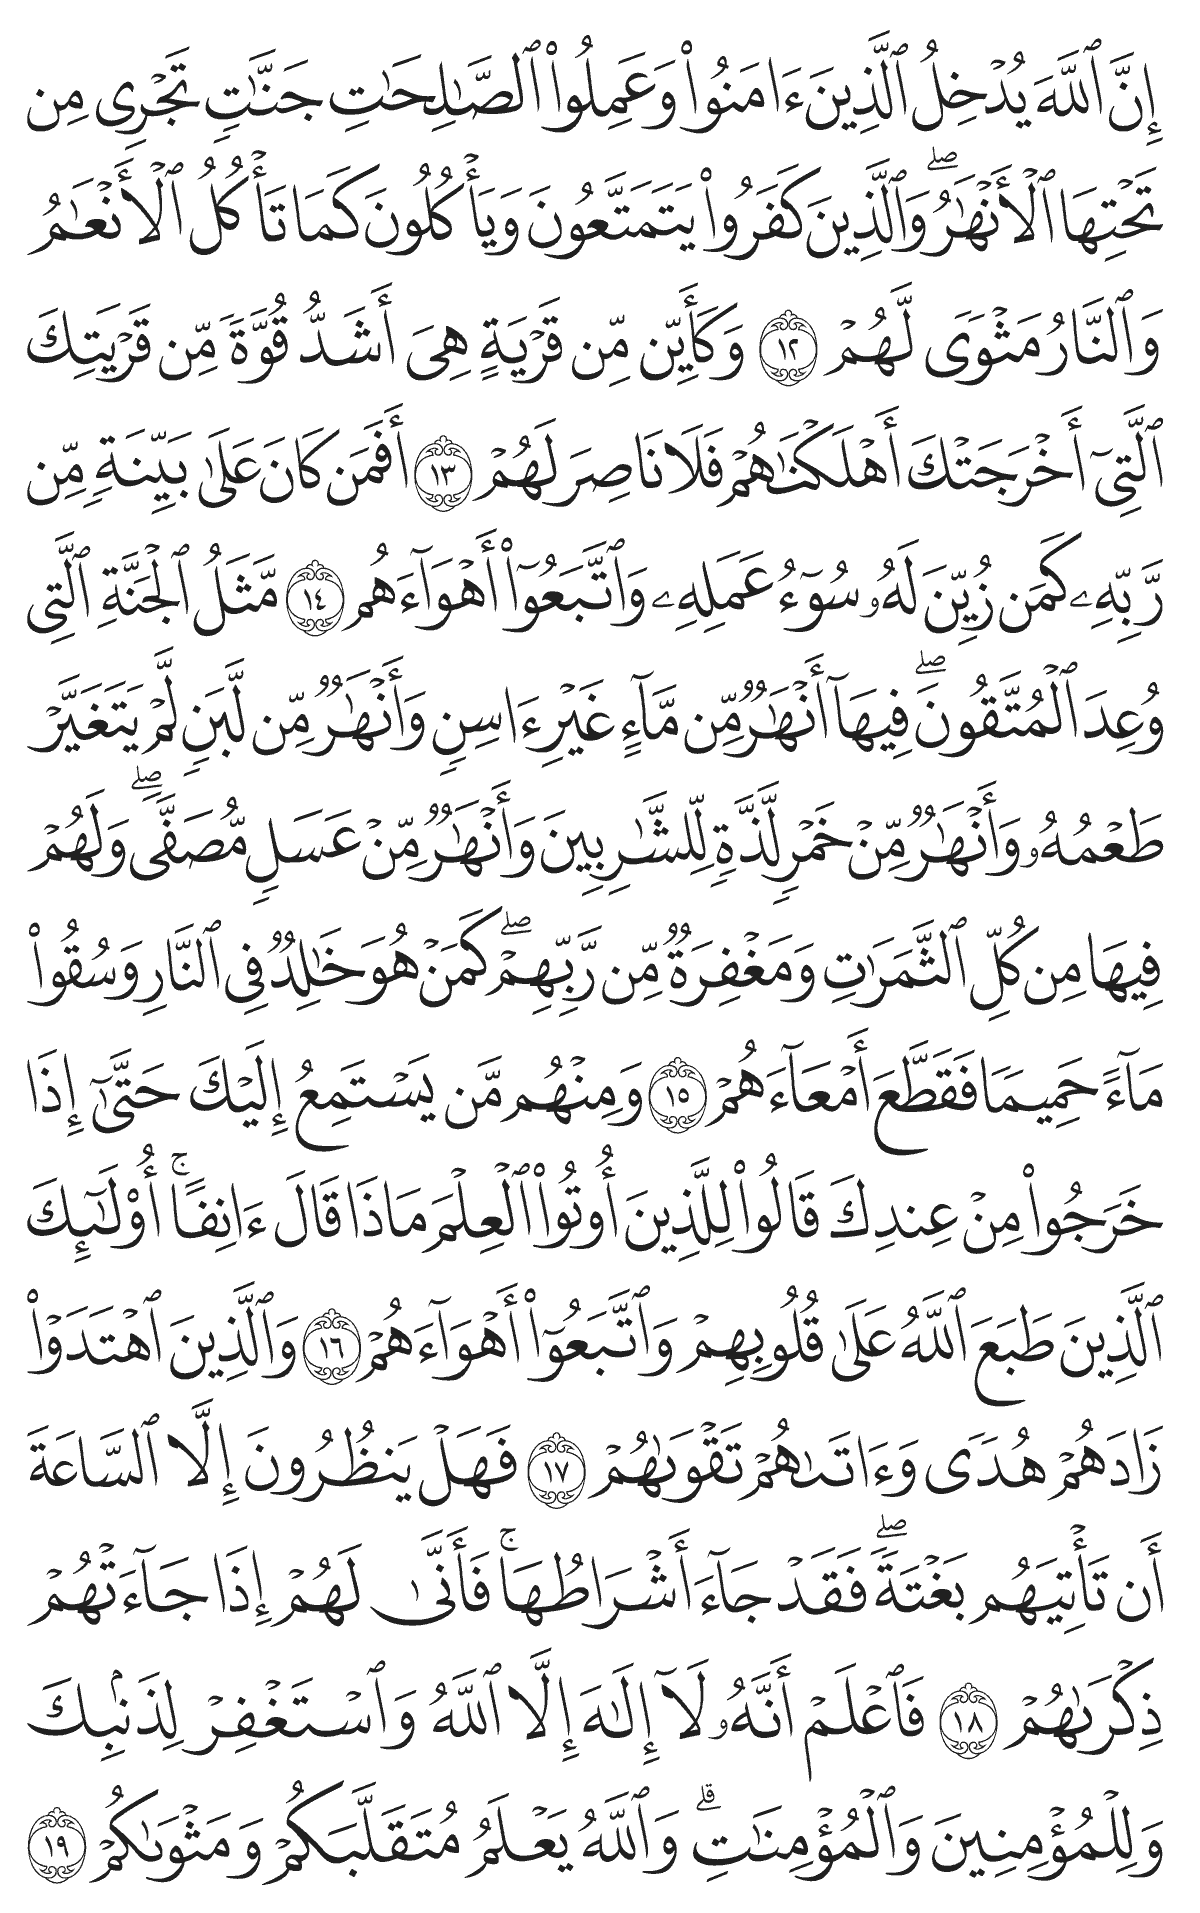 إِنَّ ٱللَّهَ يُدۡخِلُ ٱلَّذِينَ ءَامَنُواْ وَعَمِلُواْ ٱلصَّٰلِحَٰتِ جَنَّٰتٖ تَجۡرِي مِن
تَحۡتِهَا ٱلۡأَنۡهَٰرُۖ وَٱلَّذِينَ كَفَرُواْ يَتَمَتَّعُونَ وَيَأۡكُلُونَ كَمَا تَأۡكُلُ ٱلۡأَنۡعَٰمُ
وَٱلنَّارُ مَثۡوٗى لَّهُمۡ ١٢ وَكَأَيِّن مِّن قَرۡيَةٍ هِيَ أَشَدُّ قُوَّةٗ مِّن قَرۡيَتِكَ
ٱلَّتِيٓ أَخۡرَجَتۡكَ أَهۡلَكۡنَٰهُمۡ فَلَا نَاصِرَ لَهُمۡ ١٣ أَفَمَن كَانَ عَلَىٰ بَيِّنَةٖ مِّن
رَّبِّهِۦ كَمَن زُيِّنَ لَهُۥ سُوٓءُ عَمَلِهِۦ وَٱتَّبَعُوٓاْ أَهۡوَآءَهُم ١٤ مَّثَلُ ٱلۡجَنَّةِ ٱلَّتِي
وُعِدَ ٱلۡمُتَّقُونَۖ فِيهَآ أَنۡهَٰرٞ مِّن مَّآءٍ غَيۡرِ ءَاسِنٖ وَأَنۡهَٰرٞ مِّن لَّبَنٖ لَّمۡ يَتَغَيَّرۡ
طَعۡمُهُۥ وَأَنۡهَٰرٞ مِّنۡ خَمۡرٖ لَّذَّةٖ لِّلشَّٰرِبِينَ وَأَنۡهَٰرٞ مِّنۡ عَسَلٖ مُّصَفّٗىۖ وَلَهُمۡ
فِيهَا مِن كُلِّ ٱلثَّمَرَٰتِ وَمَغۡفِرَةٞ مِّن رَّبِّهِمۡۖ كَمَنۡ هُوَ خَٰلِدٞ فِي ٱلنَّارِ وَسُقُواْ
مَآءً حَمِيمٗا فَقَطَّعَ أَمۡعَآءَهُمۡ ١٥ وَمِنۡهُم مَّن يَسۡتَمِعُ إِلَيۡكَ حَتَّىٰٓ إِذَا
خَرَجُواْ مِنۡ عِندِكَ قَالُواْ لِلَّذِينَ أُوتُواْ ٱلۡعِلۡمَ مَاذَا قَالَ ءَانِفًاۚ أُوْلَٰٓئِكَ
ٱلَّذِينَ طَبَعَ ٱللَّهُ عَلَىٰ قُلُوبِهِمۡ وَٱتَّبَعُوٓاْ أَهۡوَآءَهُمۡ ١٦ وَٱلَّذِينَ ٱهۡتَدَوۡاْ
زَادَهُمۡ هُدٗى وَءَاتَىٰهُمۡ تَقۡوَىٰهُمۡ ١٧ فَهَلۡ يَنظُرُونَ إِلَّا ٱلسَّاعَةَ
أَن تَأۡتِيَهُم بَغۡتَةٗۖ فَقَدۡ جَآءَ أَشۡرَاطُهَاۚ فَأَنَّىٰ لَهُمۡ إِذَا جَآءَتۡهُمۡ
ذِكۡرَىٰهُمۡ ١٨ فَٱعۡلَمۡ أَنَّهُۥ لَآ إِلَٰهَ إِلَّا ٱللَّهُ وَٱسۡتَغۡفِرۡ لِذَنۢبِكَ
وَلِلۡمُؤۡمِنِينَ وَٱلۡمُؤۡمِنَٰتِۗ وَٱللَّهُ يَعۡلَمُ مُتَقَلَّبَكُمۡ وَمَثۡوَىٰكُمۡ ١٩